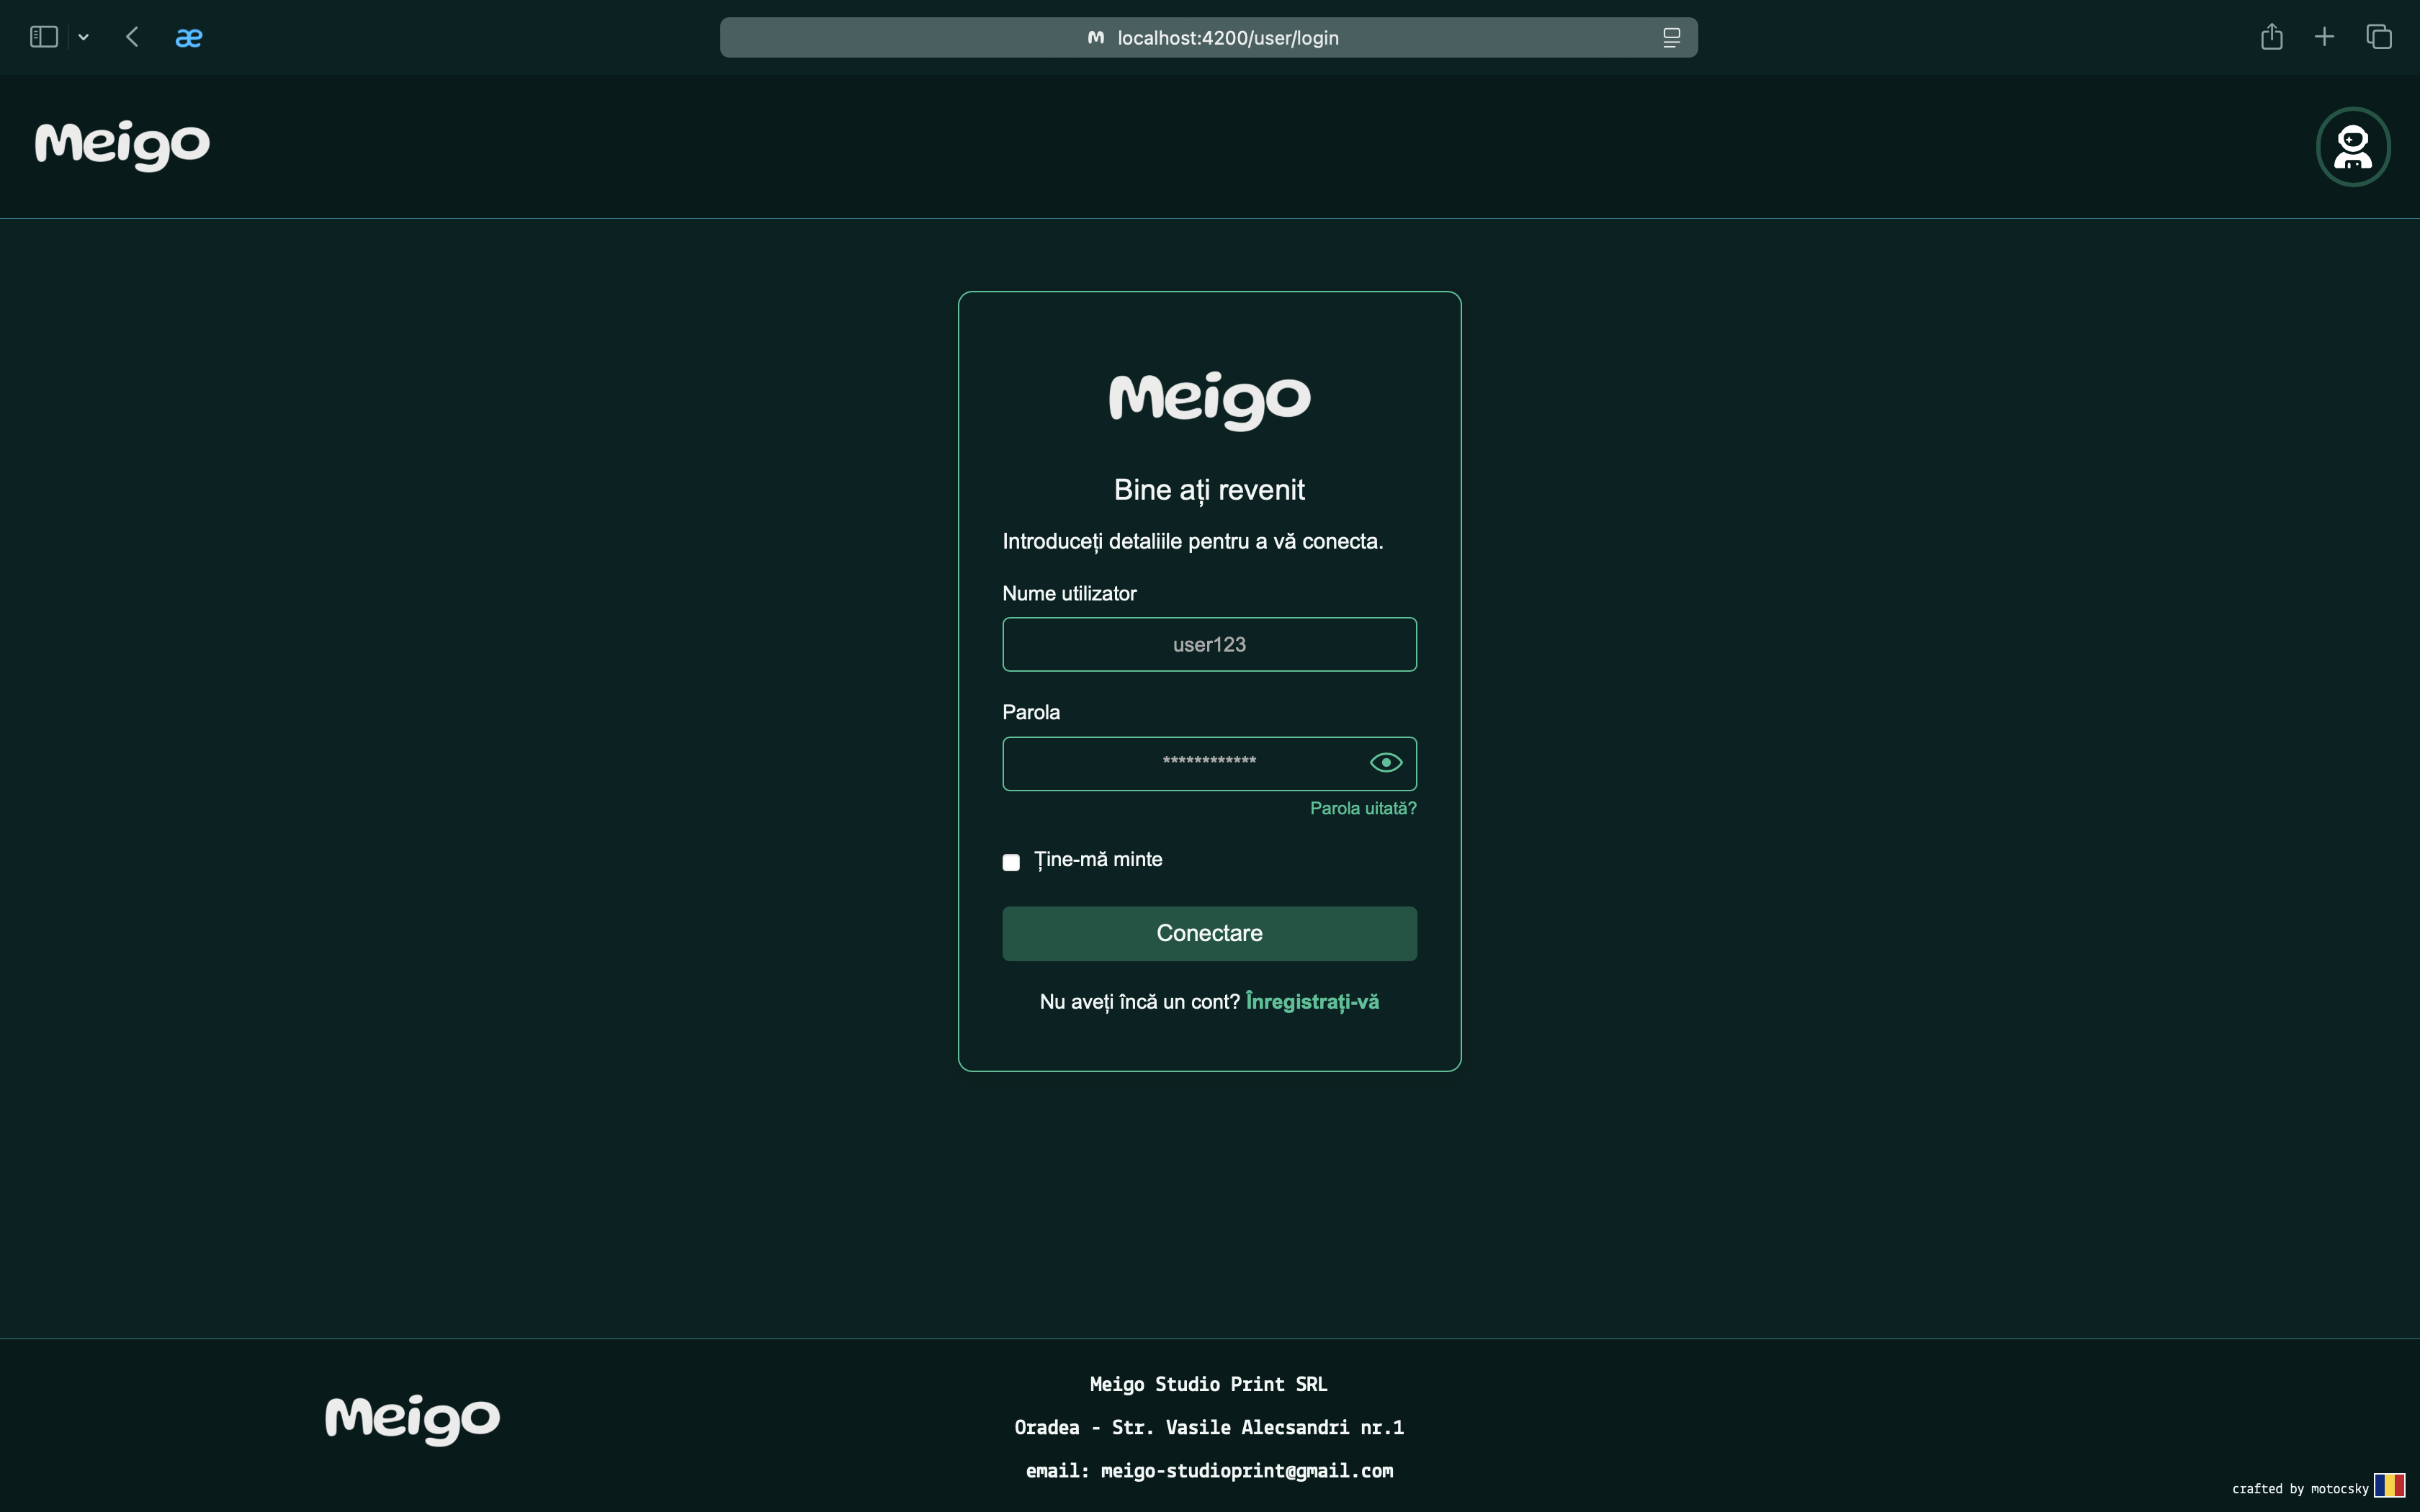 localhost:4200/user/login
Meigo
Meigo
Bine ați revenit
Introduceți detaliile pentru a vă conecta.
Nume utilizator
user123
Parola
*************
Parola uitată?
Ține-mă minte
Conectare
Nu aveți încă un cont? Înregistrați-vă
Meigo
Meigo Studio Print SRL
Oradea - Str. Vasile Alecsandri nr.1
email: meigo-studioprint@gmail.com
crafted by motocsky